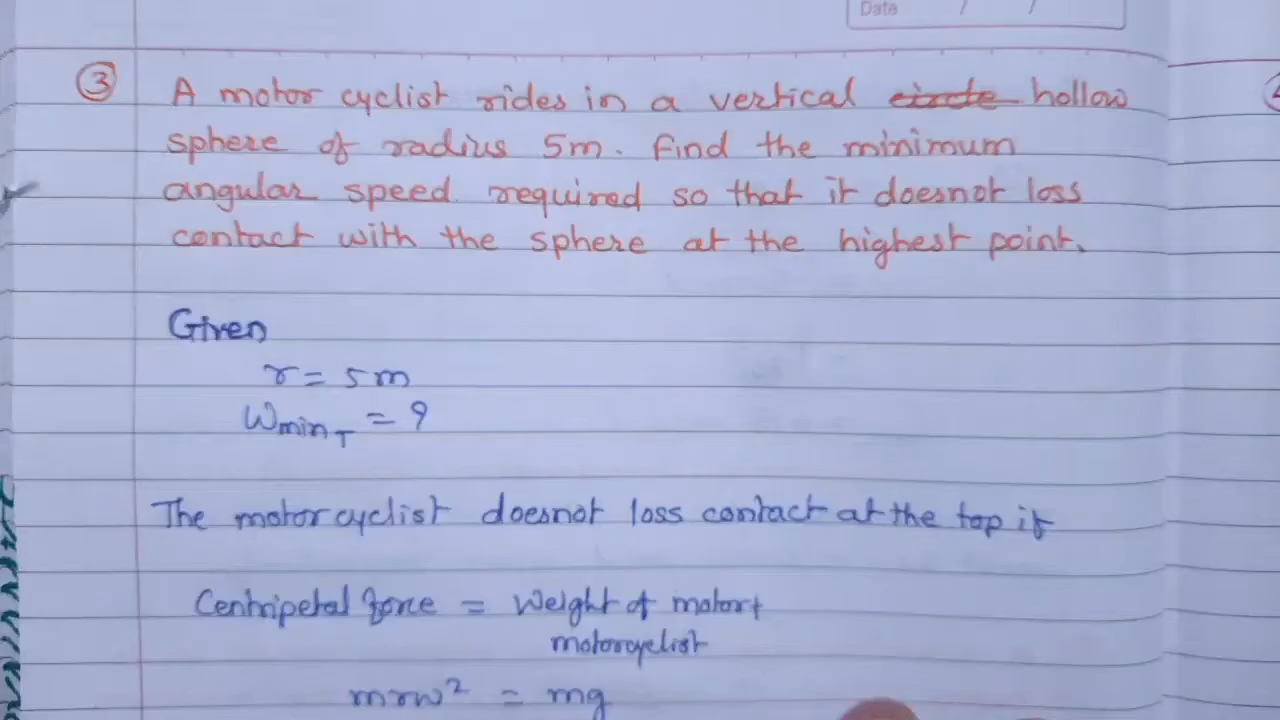 Date / /
③ A motor cyclist rides in a vertical circle hollow
sphere of radius 5m. Find the minimum
angular speed required so that it doesnot loss
contact with the sphere at the highest point.
Given
r = 5 m
ωminT = ?
The motorcyclist doesnot loss contact at the top if
Centripetal force = Weight of motor+
motorcyclist
mrω² = mg